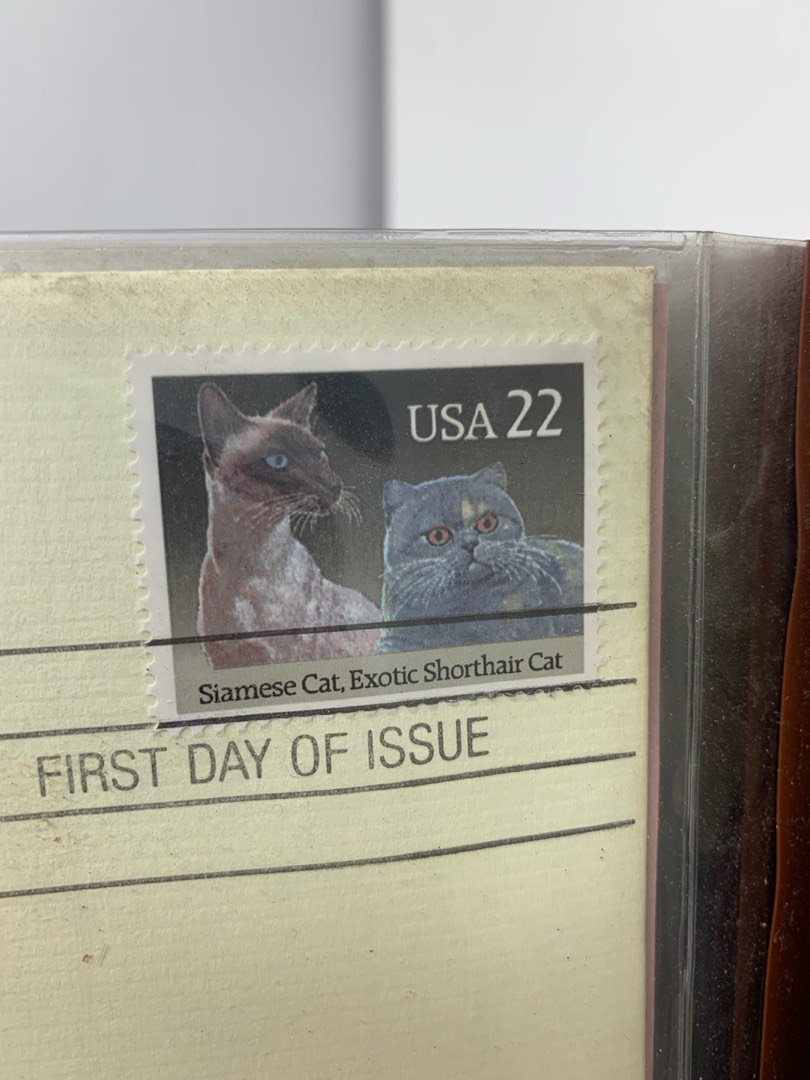 USA 22
Siamese Cat, Exotic Shorthair Cat
FIRST DAY OF ISSUE